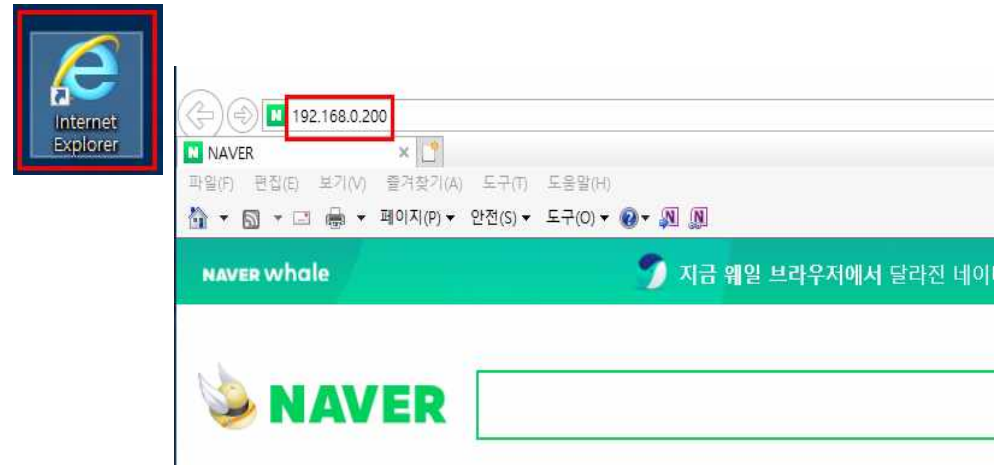 Internet
Explorer
192.168.0.200
NAVER
파일(F) 편집(E) 보기(V) 즐겨찾기(A) 도구(T) 도움말(H)
페이지(P) 안전(S) 도구(O)
NAVER whale
지금 웨일 브라우저에서 달라진 네이
NAVER